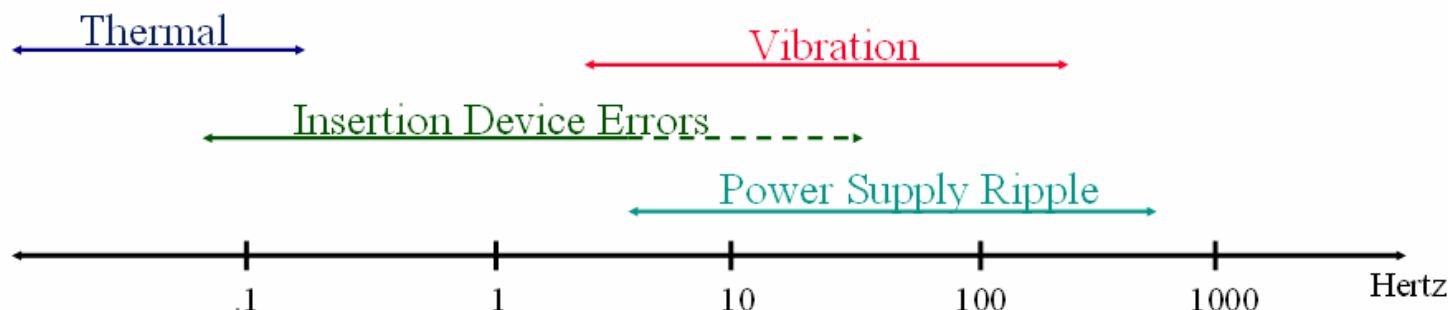 Thermal
Vibration
Insertion Device Errors
Power Supply Ripple
.1 1 10 100 1000 Hertz